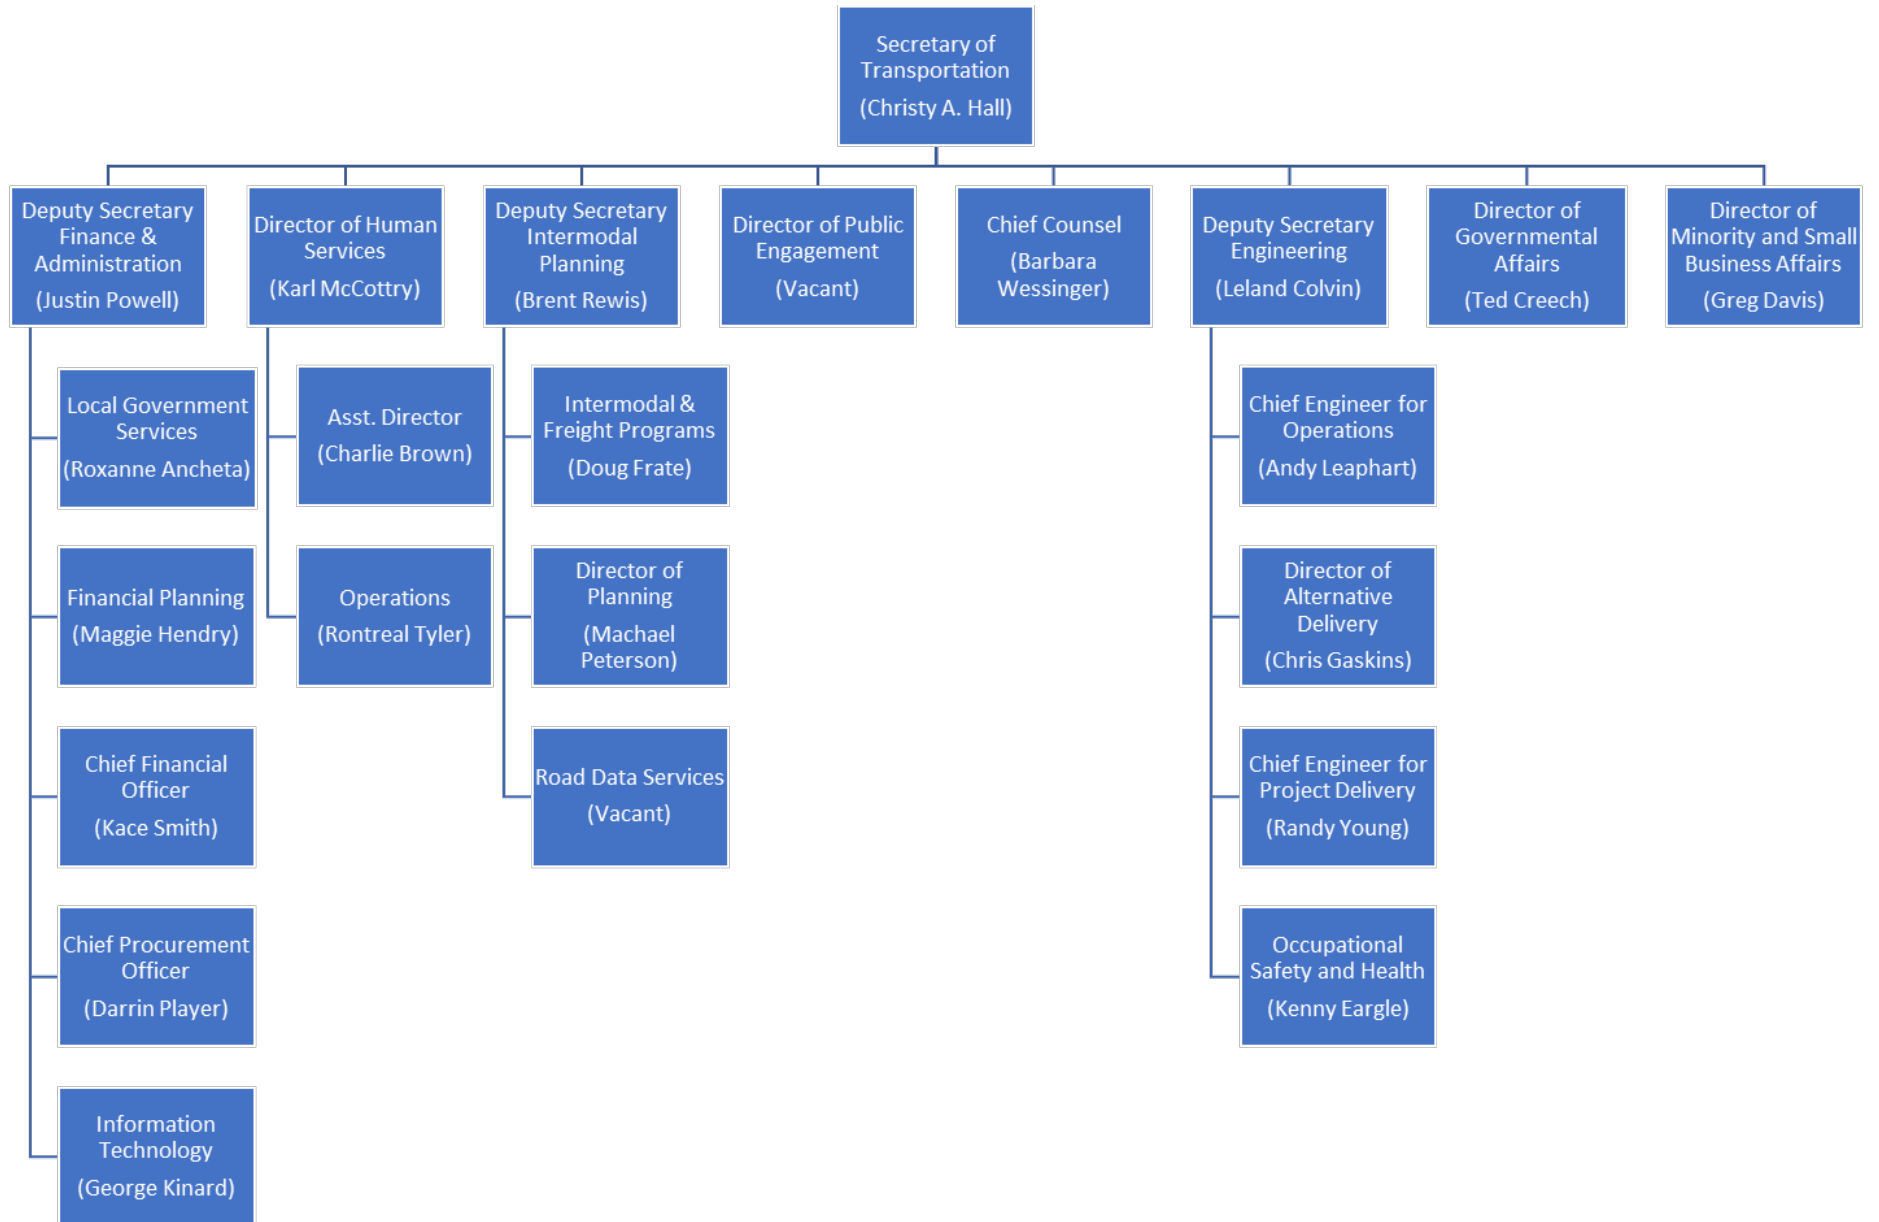 Secretary of
Transportation
(Christy A. Hall)
Deputy Secretary
Finance &
Administration
(Justin Powell)
Director of Human
Services
(Karl McCottry)
Deputy Secretary
Intermodal
Planning
(Brent Rewis)
Director of Public
Engagement
(Vacant)
Chief Counsel
(Barbara
Wessinger)
Deputy Secretary
Engineering
(Leland Colvin)
Director of
Governmental
Affairs
(Ted Creech)
Director of
Minority and Small
Business Affairs
(Greg Davis)
Local Government
Services
(Roxanne Ancheta)
Financial Planning
(Maggie Hendry)
Chief Financial
Officer
(Kace Smith)
Chief Procurement
Officer
(Darrin Player)
Information
Technology
(George Kinard)
Asst. Director
(Charlie Brown)
Operations
(Rontreal Tyler)
Intermodal &
Freight Programs
(Doug Frate)
Director of
Planning
(Machael
Peterson)
Road Data Services
(Vacant)
Chief Engineer for
Operations
(Andy Leaphart)
Director of
Alternative
Delivery
(Chris Gaskins)
Chief Engineer for
Project Delivery
(Randy Young)
Occupational
Safety and Health
(Kenny Eargle)